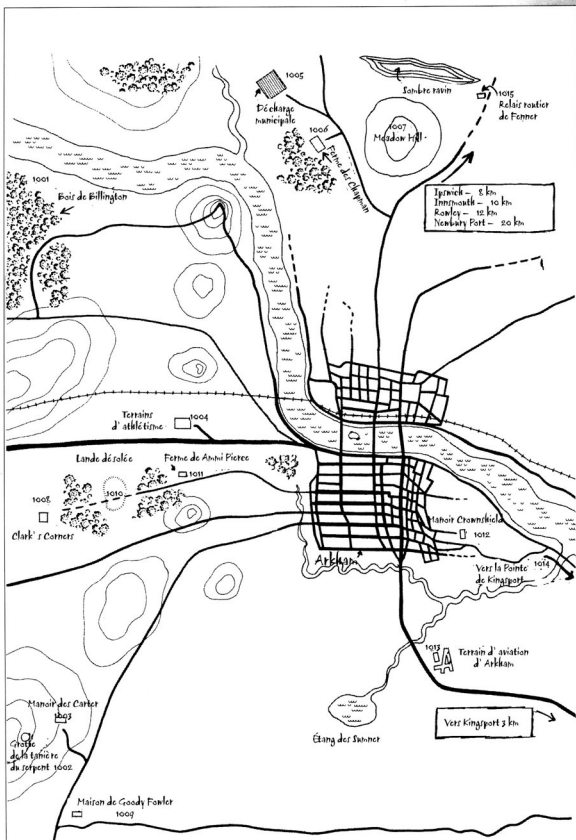 1005
Décharge
municipale
1006
Ferme des Chapman
Sombre ravin
1007
Meadow Hill
1015
Relais routier
de Fenner
Ipswich – 8 km
Innsmouth – 10 km
Rowley – 12 km
Newbury Port – 20 km
1001
Bois de Billington
Terrains
d'athlétisme
1004
Lande désolée
Ferme de Ammi Pierce
1011
1010
1008
Clark's Corners
Manoir Crownshield
1012
Arkham
Vers la Pointe
de Kingsport
1014
1013
Terrain d'aviation
d'Arkham
Manoir des Carter
1003
Grotte
de la tanière
du serpent 1002
Étang des Sumner
Vers Kingsport 3 km
Maison de Goody Fowler
1009